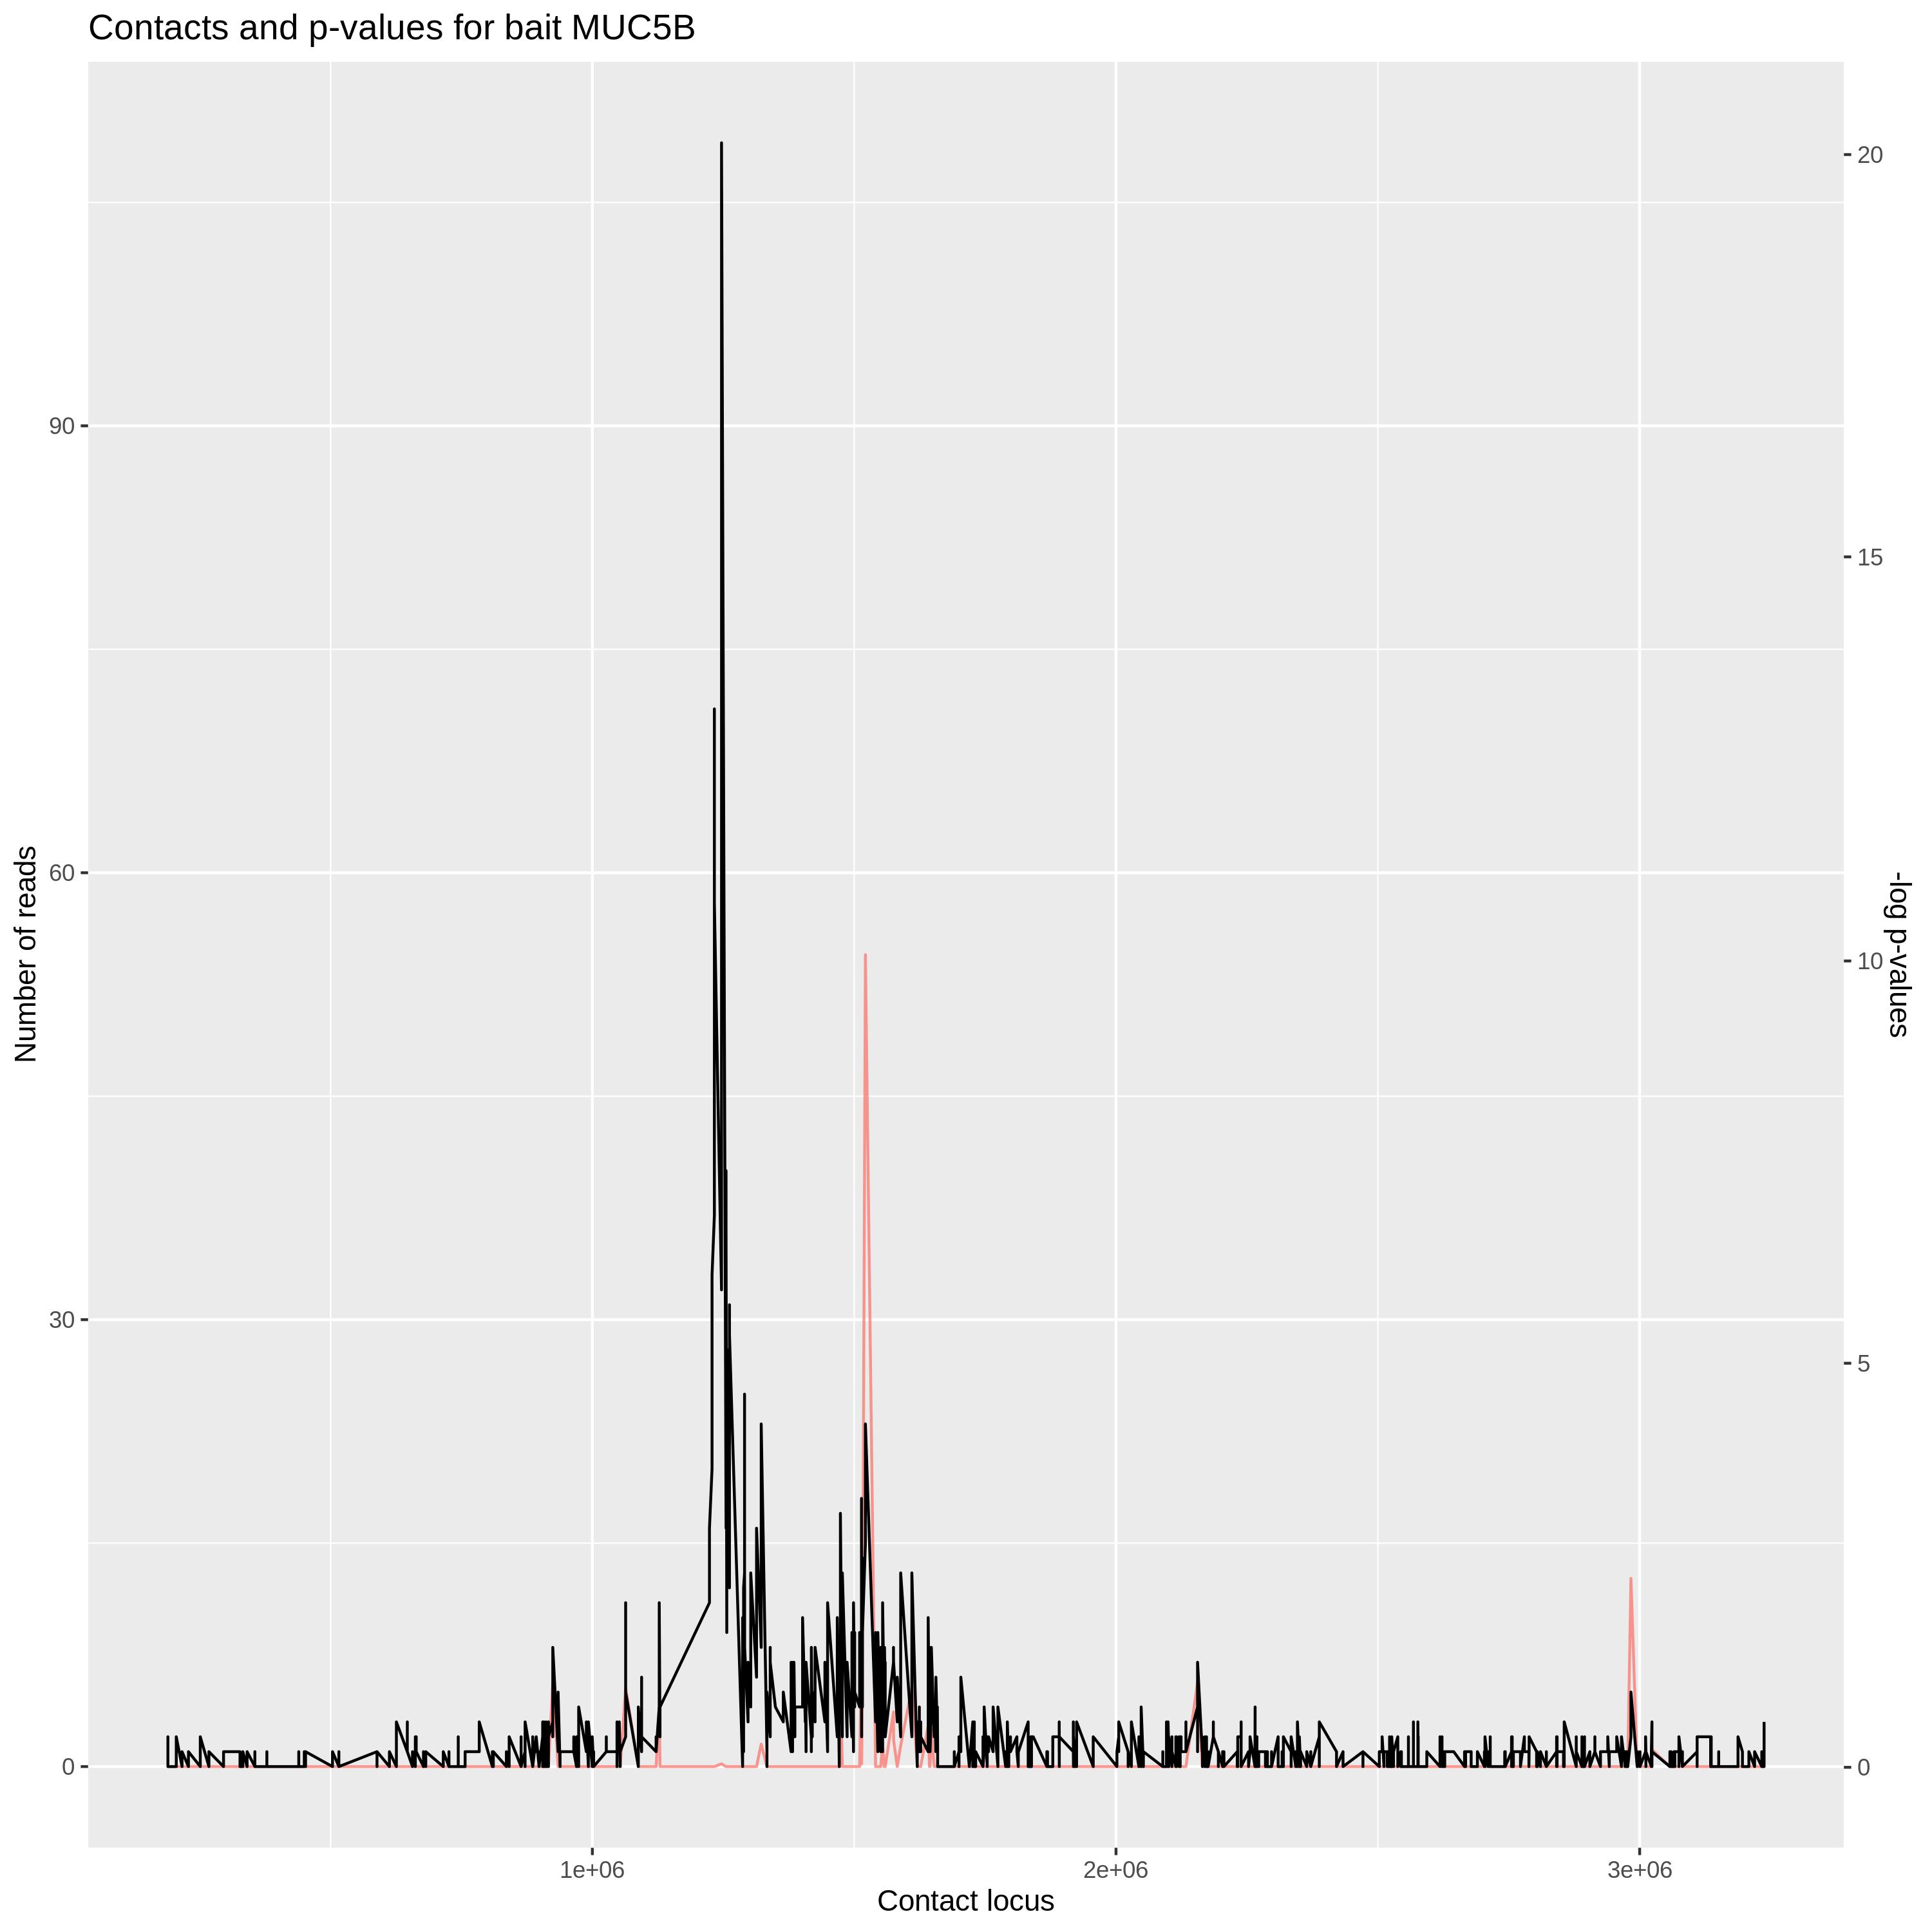 Contacts and p-values for bait MUC5B
Number of reads
90
60
30
0
20
15
10
5
0
-log p-values
1e+06
2e+06
3e+06
Contact locus